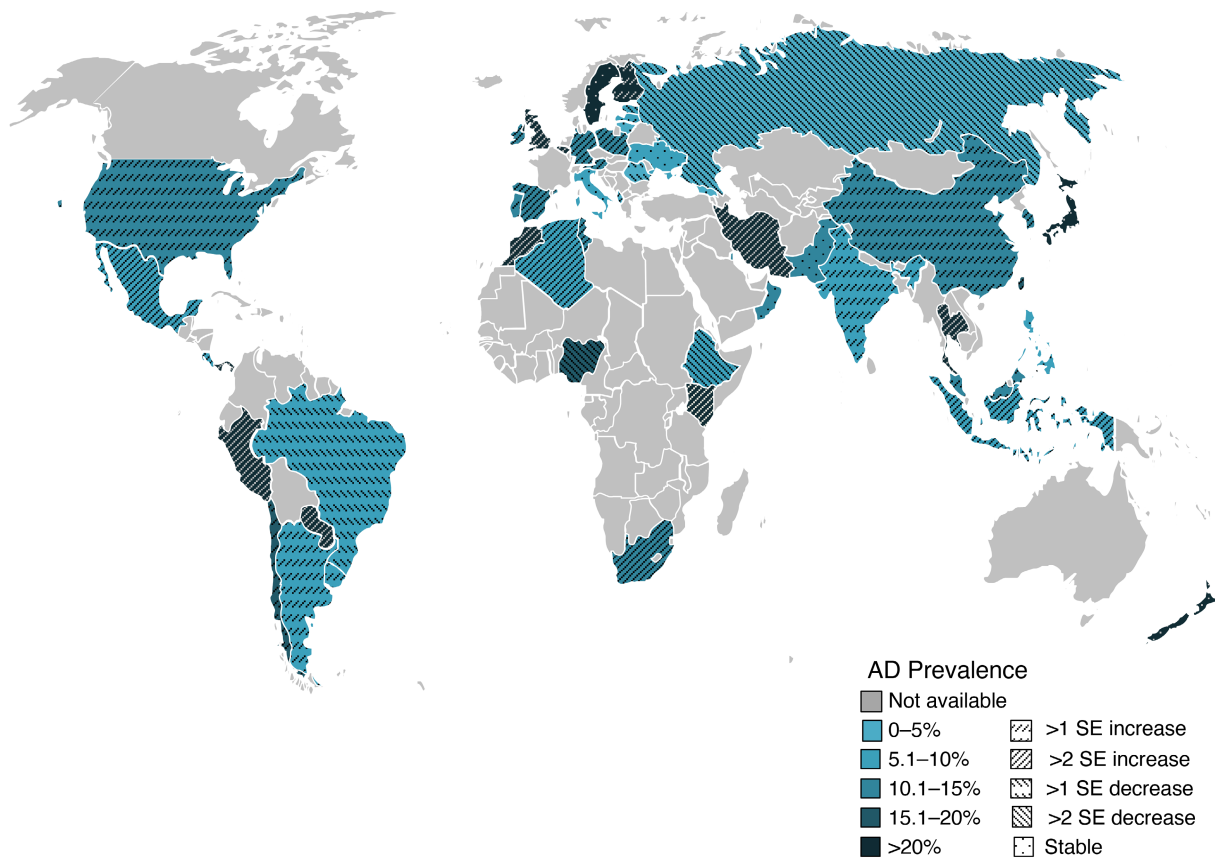 AD Prevalence
Not available
0–5%
>1 SE increase
5.1–10%
>2 SE increase
10.1–15%
>1 SE decrease
15.1–20%
>2 SE decrease
>20%
Stable